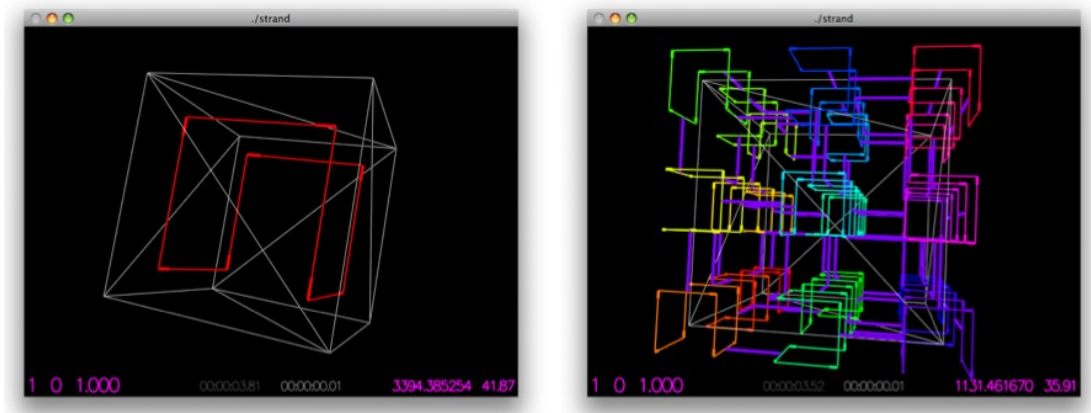 ./strand
1 0 1.000 00:00:03.81 00:00:00.01 3394.385254 41.87
./strand
1 0 1.000 00:00:03.52 00:00:00.01 1131.461670 35.91